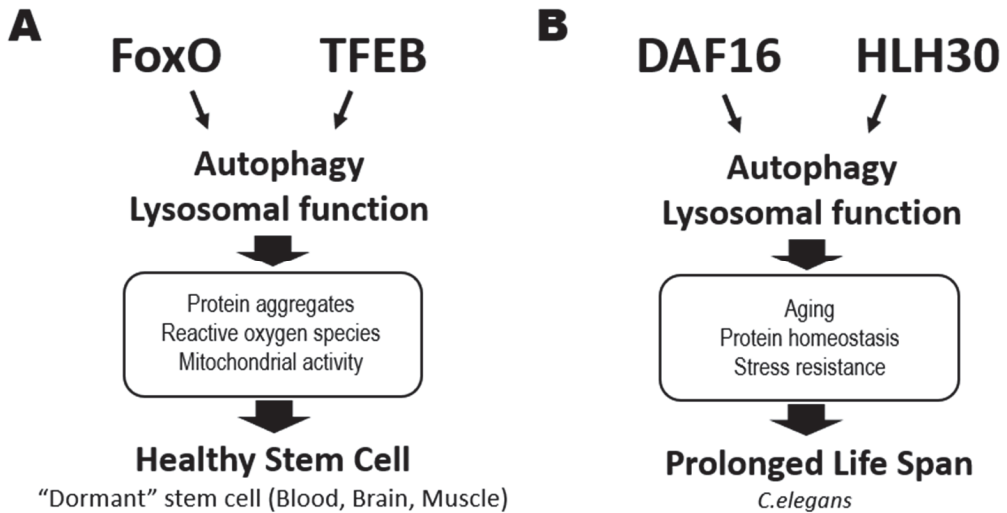 A
FoxO TFEB
Autophagy
Lysosomal function
Protein aggregates
Reactive oxygen species
Mitochondrial activity
Healthy Stem Cell
“Dormant” stem cell (Blood, Brain, Muscle)
B
DAF16 HLH30
Autophagy
Lysosomal function
Aging
Protein homeostasis
Stress resistance
Prolonged Life Span
C.elegans